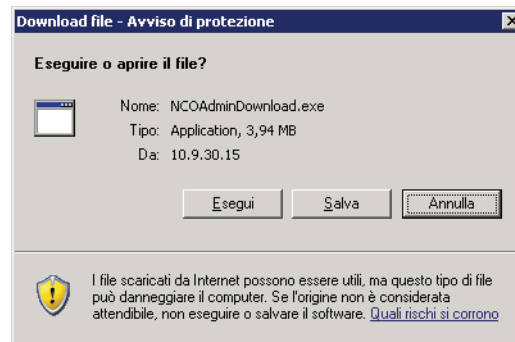 Download file - Avviso di protezione
Eseguire o aprire il file?
Nome: NCOAdminDownload.exe
Tipo: Application, 3,94 MB
Da: 10.9.30.15
Esegui Salva Annulla
I file scaricati da Internet possono essere utili, ma questo tipo di file
può danneggiare il computer. Se l'origine non è considerata
attendibile, non eseguire o salvare il software. Quali rischi si corrono